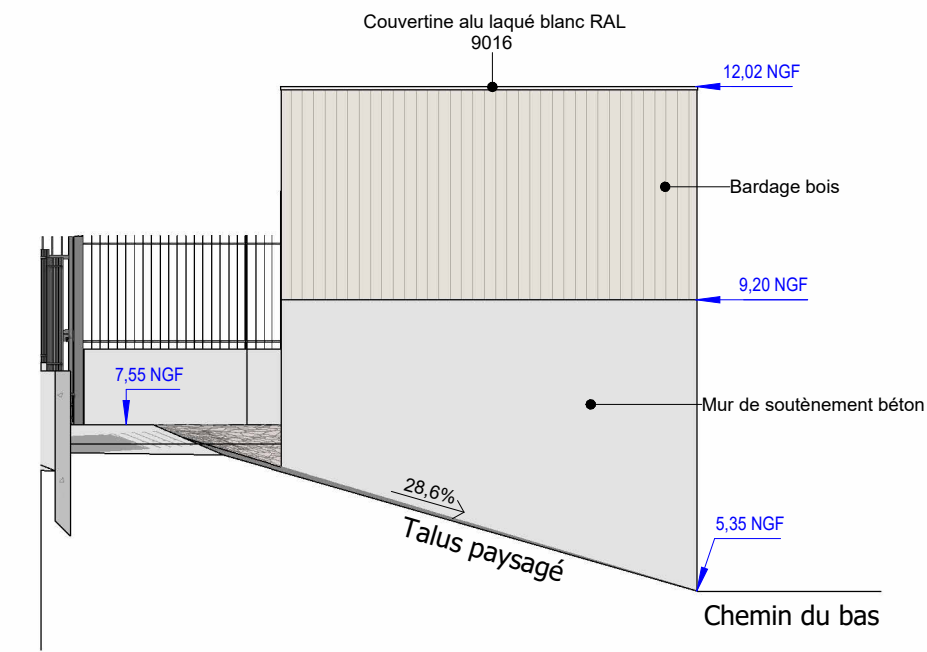 Couvertine alu laqué blanc RAL
9016
12,02 NGF
Bardage bois
9,20 NGF
7,55 NGF
Mur de soutènement béton
28,6%
Talus paysagé
5,35 NGF
Chemin du bas